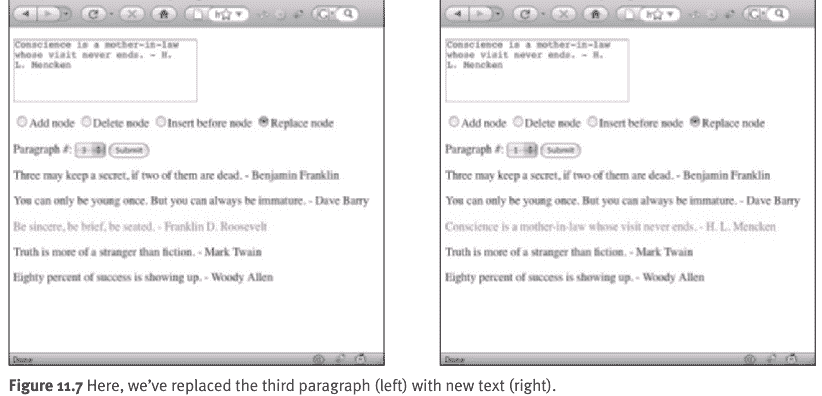 Conscience is a mother-in-law
whose visit never ends. - H.
L. Mencken
Add node Delete node Insert before node Replace node
Paragraph #: 3 Submit
Three may keep a secret, if two of them are dead. - Benjamin Franklin
You can only be young once. But you can always be immature. - Dave Barry
Be sincere, be brief, be seated. - Franklin D. Roosevelt
Truth is more of a stranger than fiction. - Mark Twain
Eighty percent of success is showing up. - Woody Allen
Done
Conscience is a mother-in-law
whose visit never ends. - H.
L. Mencken
Add node Delete node Insert before node Replace node
Paragraph #: 1 Submit
Three may keep a secret, if two of them are dead. - Benjamin Franklin
You can only be young once. But you can always be immature. - Dave Barry
Conscience is a mother-in-law whose visit never ends. - H. L. Mencken
Truth is more of a stranger than fiction. - Mark Twain
Eighty percent of success is showing up. - Woody Allen
Done
Figure 11.7 Here, we've replaced the third paragraph (left) with new text (right).